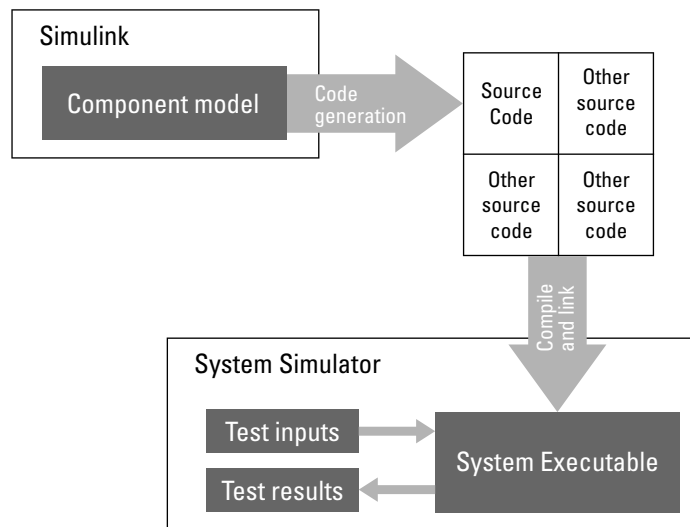 Simulink
Component model
Code
generation
Source
Code
Other
source
code
Other
source
code
Other
source
code
Compile
and link
System Simulator
Test inputs
Test results
System Executable